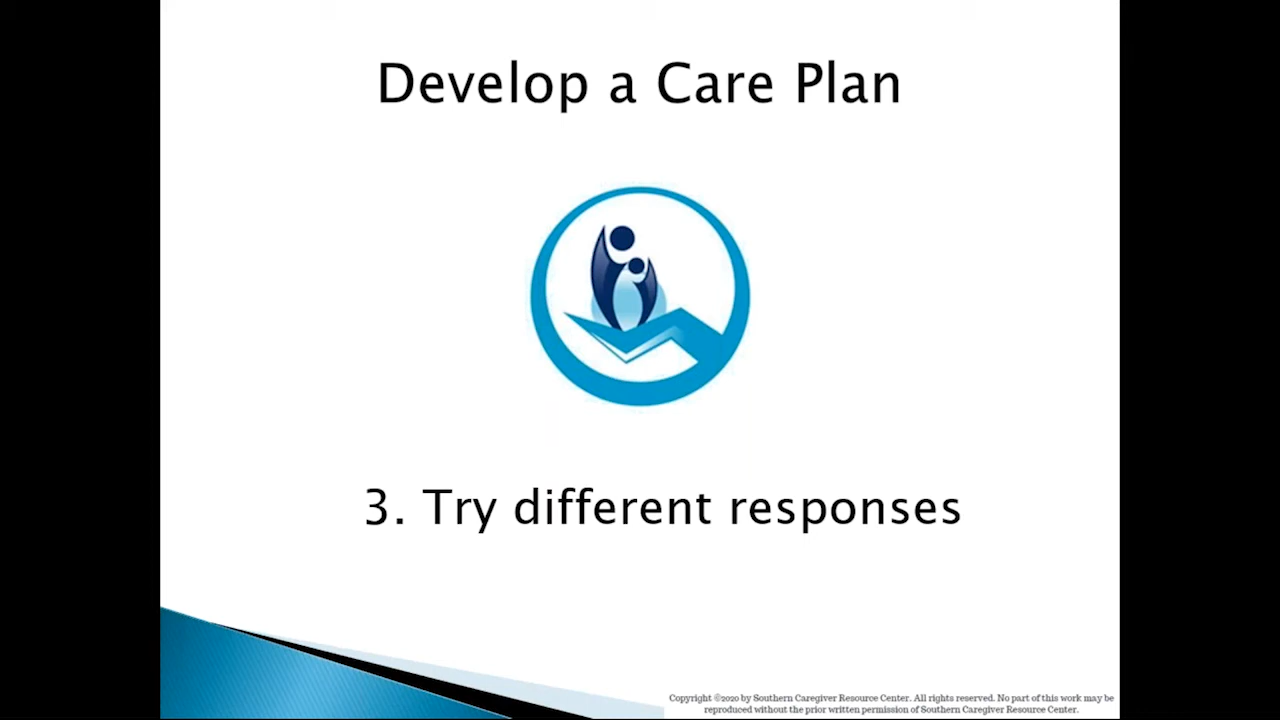 Develop a Care Plan
3. Try different responses
Copyright ©2020 by Southern Caregiver Resource Center. All rights reserved. No part of this work may be
reproduced without the prior written permission of Southern Caregiver Resource Center.